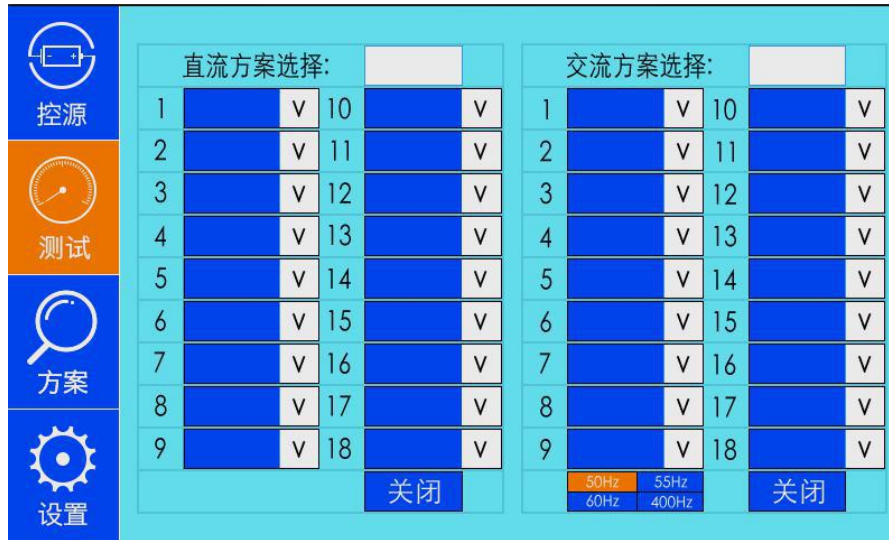 控源
测试
方案
设置
直流方案选择:
1 V 10 V
2 V 11 V
3 V 12 V
4 V 13 V
5 V 14 V
6 V 15 V
7 V 16 V
8 V 17 V
9 V 18 V
关闭
交流方案选择:
1 V 10 V
2 V 11 V
3 V 12 V
4 V 13 V
5 V 14 V
6 V 15 V
7 V 16 V
8 V 17 V
9 V 18 V
50Hz 55Hz
60Hz 400Hz
关闭